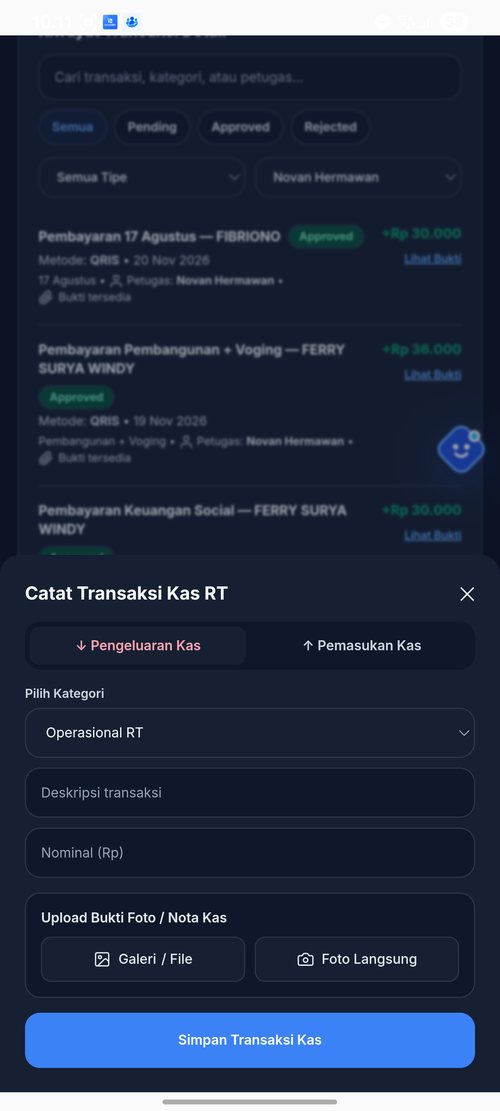 10.11
Cari transaksi, kategori, atau petugas...
Semua
Pending
Approved
Rejected
Semua Tipe
Novan Hermawan
Pembayaran 17 Agustus — FIBRIONO
Approved
+Rp 30.000
Metode: QRIS • 20 Nov 2026
Lihat Bukti
17 Agustus • Petugas: Novan Hermawan •
Bukti tersedia
Pembayaran Pembangunan + Voging — FERRY
SURYA WINDY
+Rp 36.000
Lihat Bukti
Approved
Metode: QRIS • 19 Nov 2026
Pembangunan + Voging • Petugas: Novan Hermawan •
Bukti tersedia
Pembayaran Keuangan Social — FERRY SURYA
WINDY
+Rp 30.000
Lihat Bukti
Catat Transaksi Kas RT
↓ Pengeluaran Kas
↑ Pemasukan Kas
Pilih Kategori
Operasional RT
Deskripsi transaksi
Nominal (Rp)
Upload Bukti Foto / Nota Kas
Galeri / File
Foto Langsung
Simpan Transaksi Kas